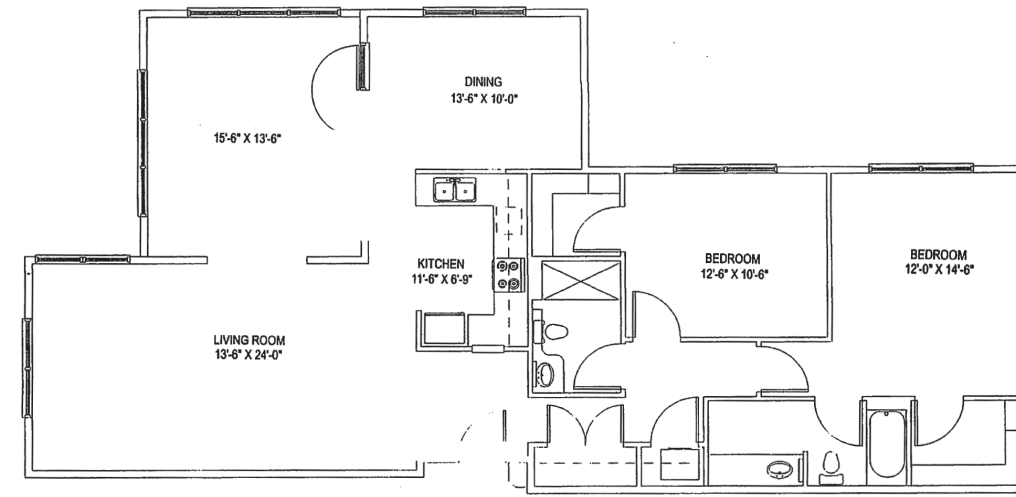 DINING
13'-6" X 10'-0"
15'-6" X 13'-6"
KITCHEN
11'-6" X 6'-9"
BEDROOM
12'-6" X 10'-6"
BEDROOM
12'-0" X 14'-6"
LIVING ROOM
13'-6" X 24'-0"